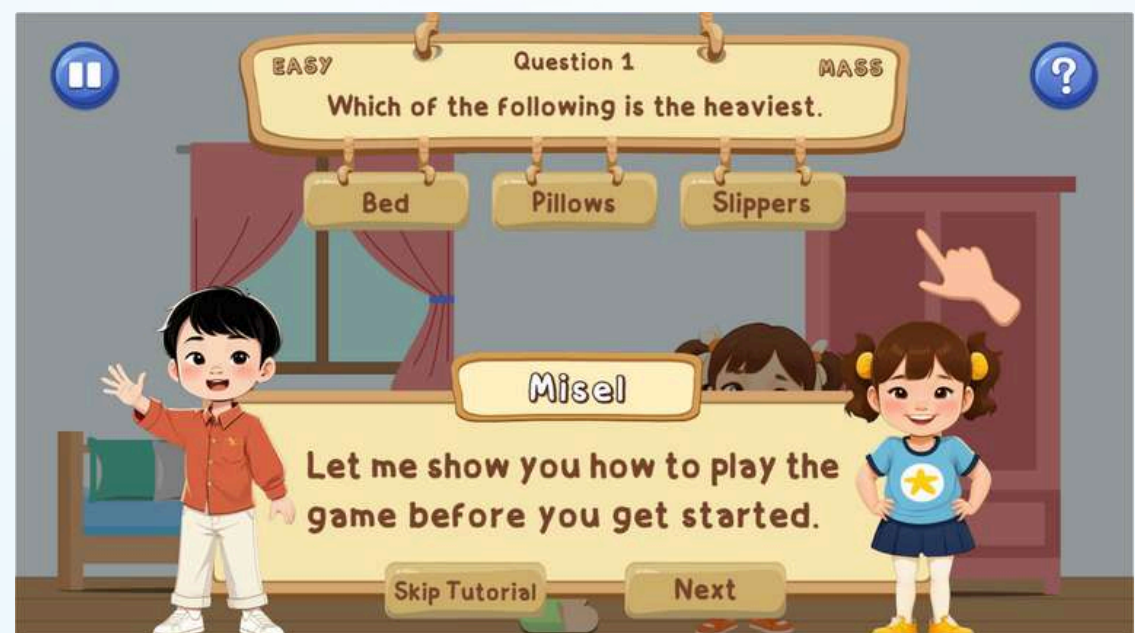 EASY
Question 1
MASS
Which of the following is the heaviest.
Bed
Pillows
Slippers
Misel
Let me show you how to play the
game before you get started.
Skip Tutorial
Next
?